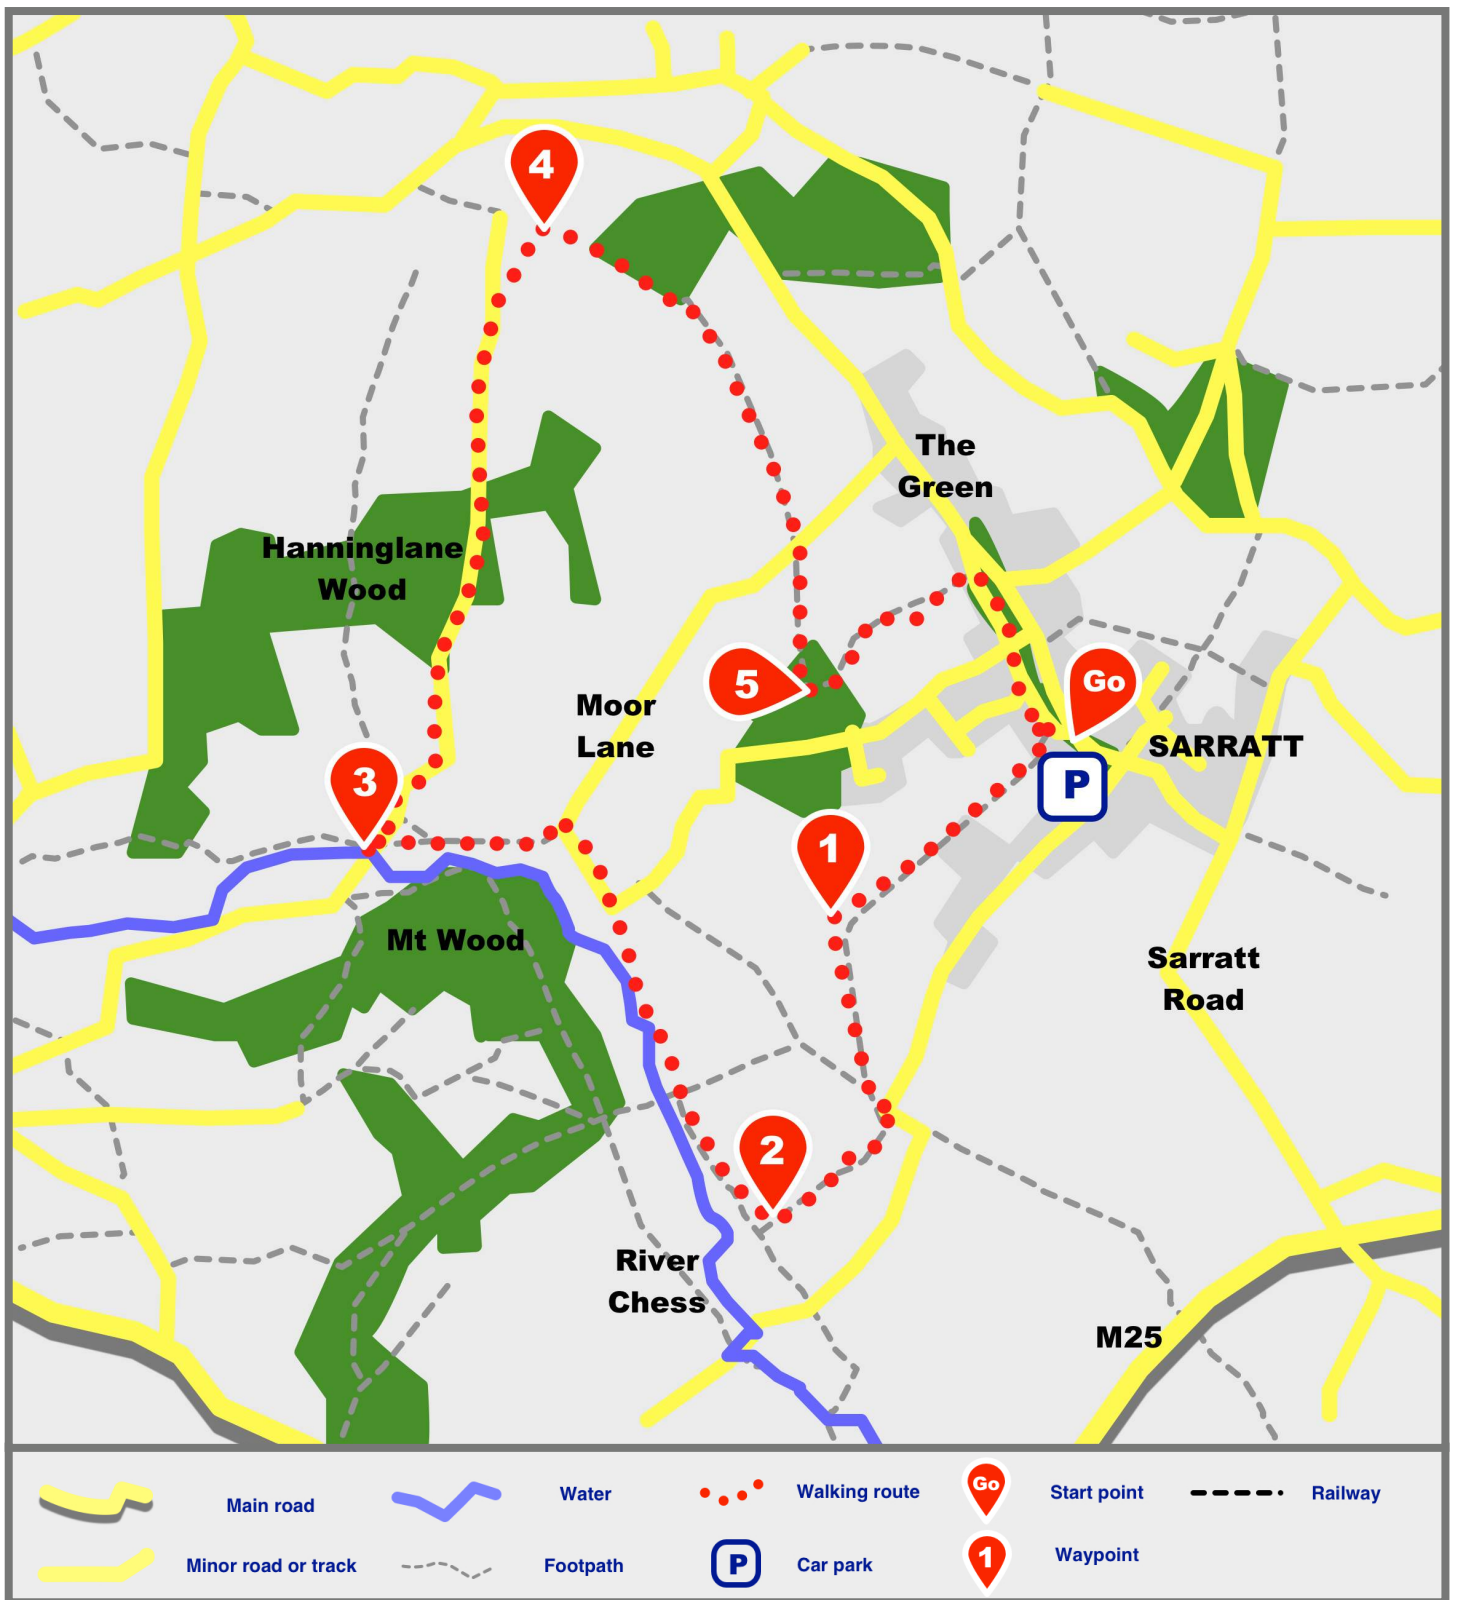 4
The
Green
Hanninglane
Wood
5
Go
Moor
Lane
SARRATT
3
P
1
Mt Wood
Sarratt
Road
2
River
Chess
M25
Main road
Water
Walking route
Go
Start point
Railway
Minor road or track
Footpath
P
Car park
1
Waypoint